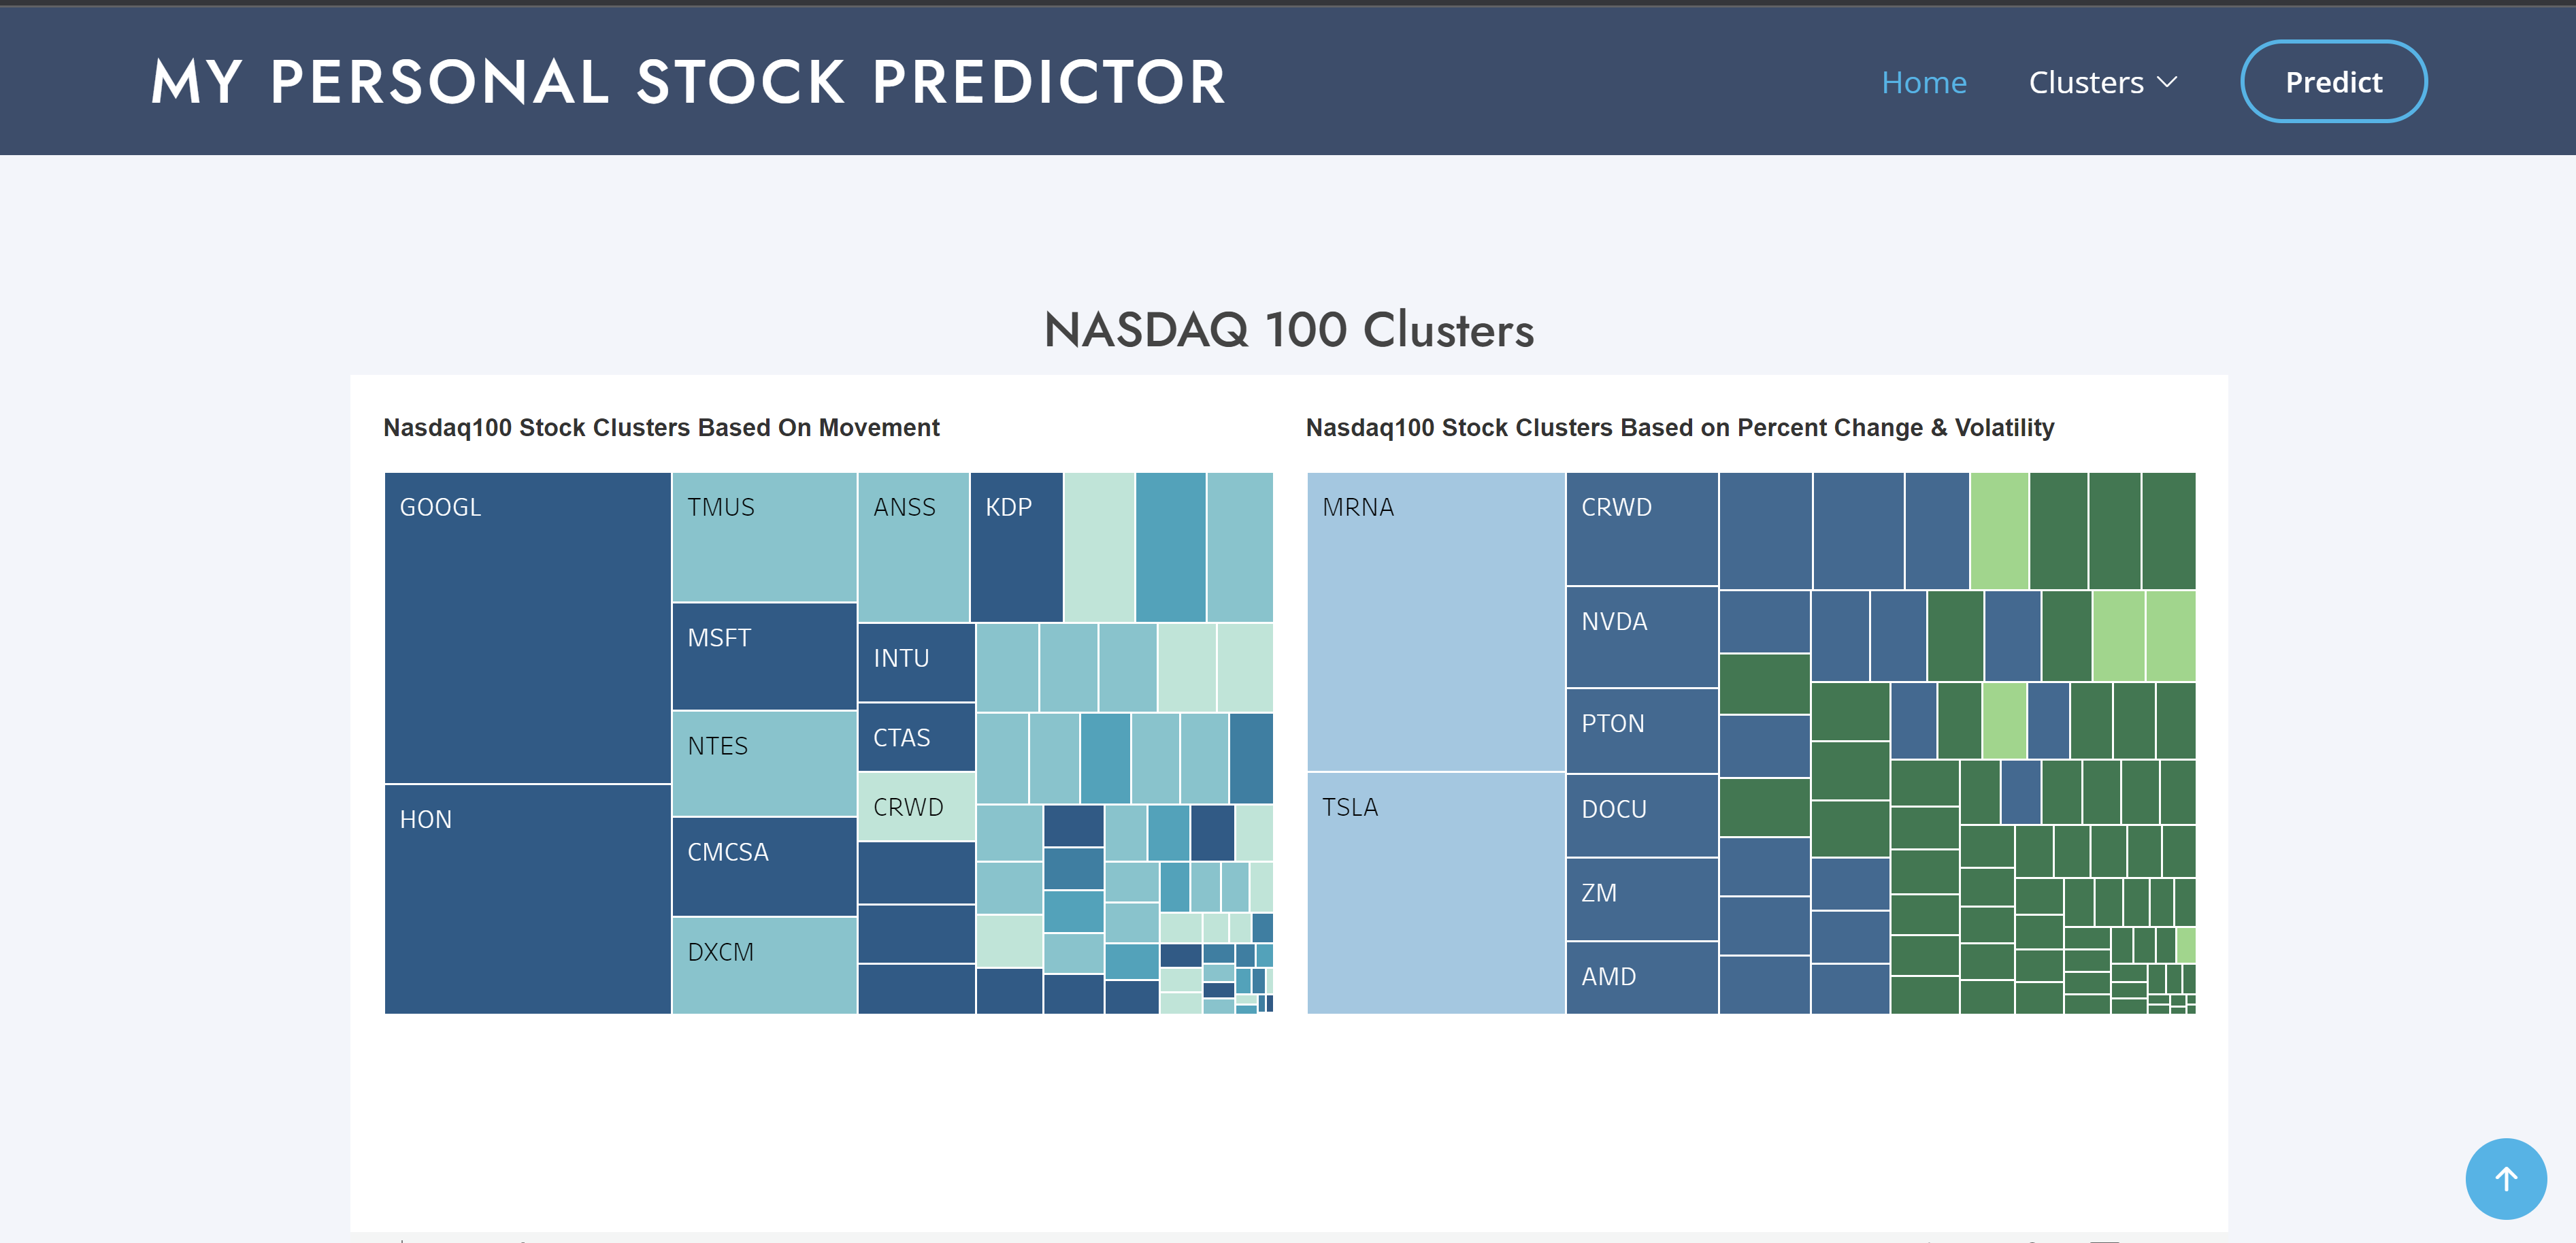 MY PERSONAL STOCK PREDICTOR
Home
Clusters
Predict
NASDAQ 100 Clusters
Nasdaq100 Stock Clusters Based On Movement
GOOGL
HON
TMUS
MSFT
NTES
CMCSA
DXCM
ANSS
KDP
INTU
CTAS
CRWD
Nasdaq100 Stock Clusters Based on Percent Change & Volatility
MRNA
TSLA
CRWD
NVDA
PTON
DOCU
ZM
AMD